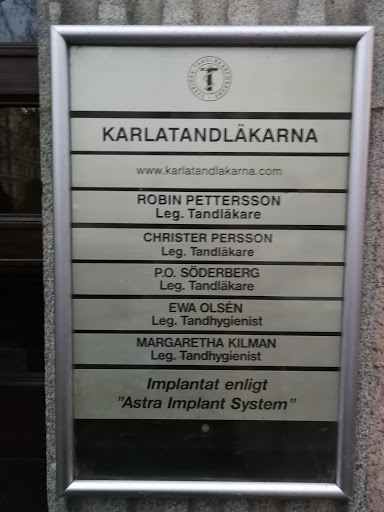 KARLATANDLÄKARNA
www.karlatandlakarna.com
ROBIN PETTERSSON
Leg. Tandläkare
CHRISTER PERSSON
Leg. Tandläkare
P.O. SÖDERBERG
Leg. Tandläkare
EWA OLSÉN
Leg. Tandhygienist
MARGARETHA KILMAN
Leg. Tandhygienist
Implantat enligt
"Astra Implant System"